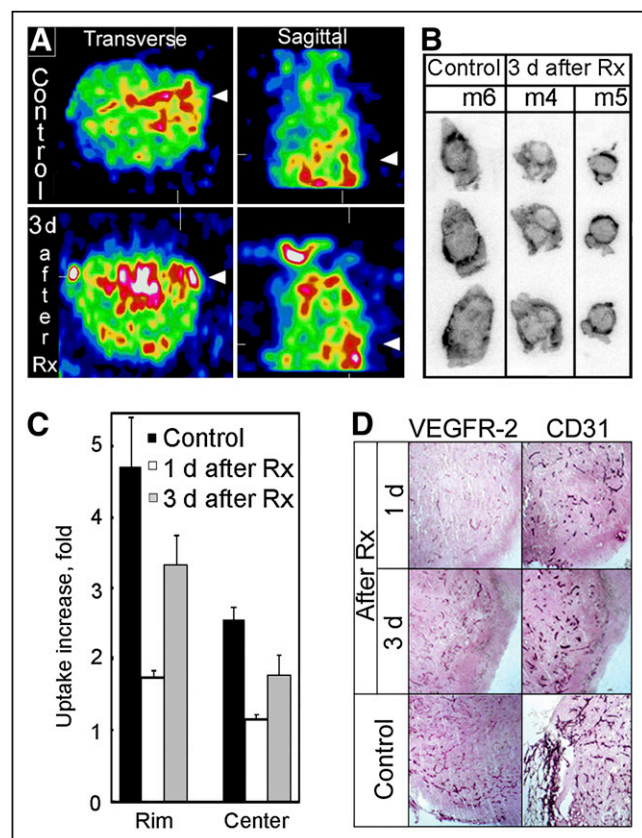 A
Transverse
Sagittal
Control
3 d after Rx
B
Control
3 d after Rx
m6
m4
m5
C
Uptake increase, fold
5
4
3
2
1
0
Control
1 d after Rx
3 d after Rx
Rim
Center
D
VEGFR-2
CD31
After Rx
1 d
3 d
Control